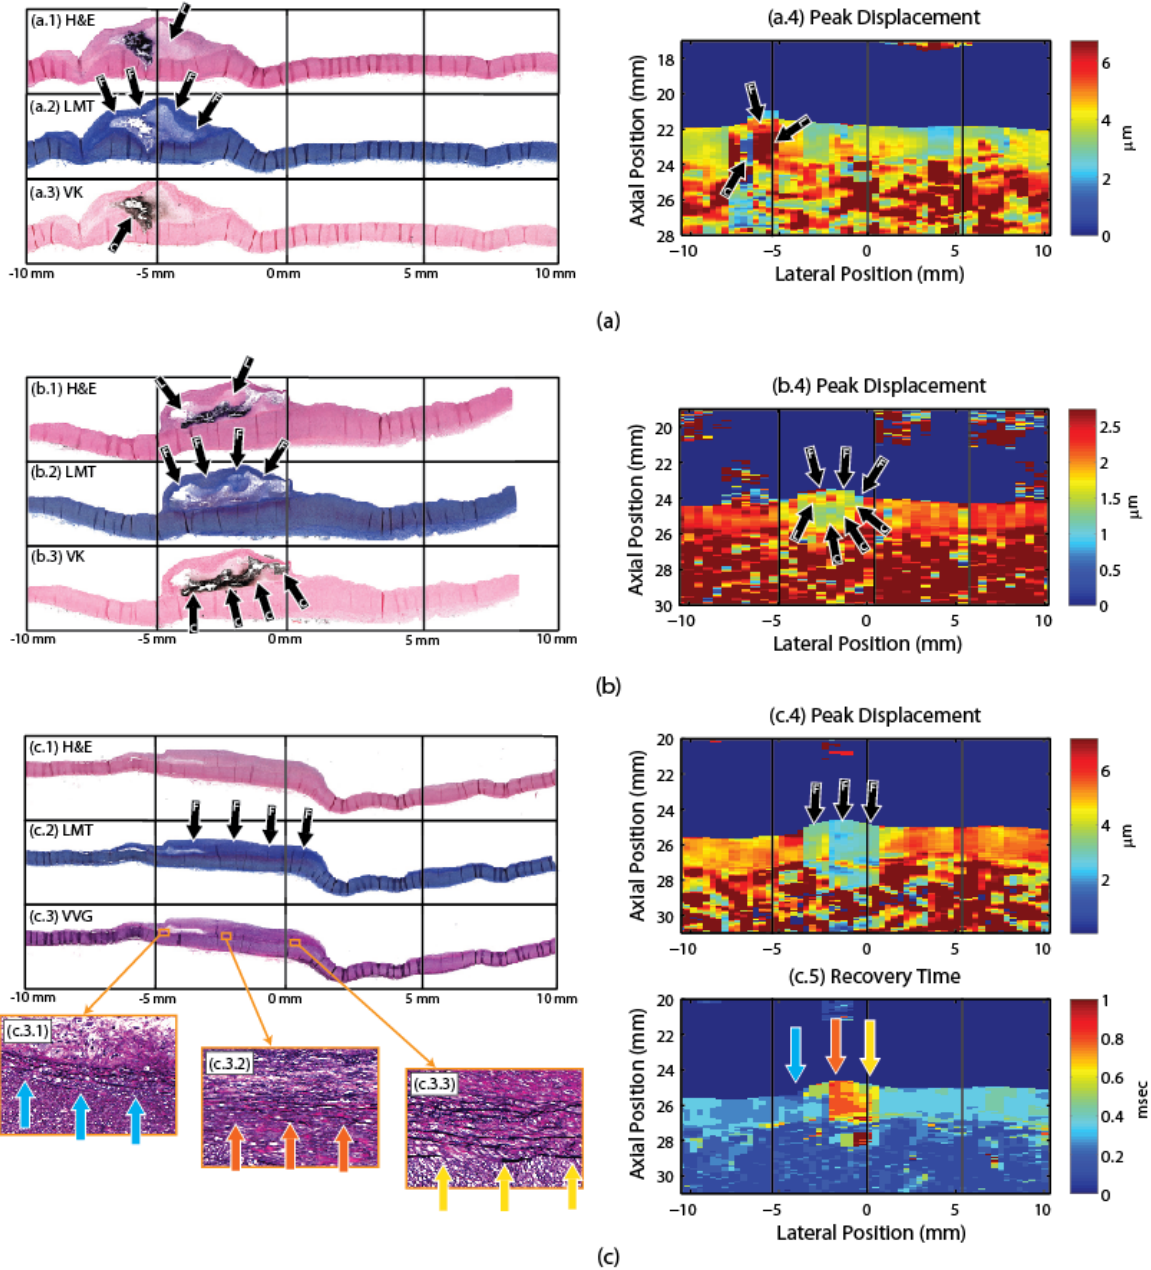 (a.1) H&E
L
(a.2) LMT
F F F F
(a.3) VK
C
-10 mm -5 mm 0 mm 5 mm 10 mm
(a.4) Peak Displacement
Axial Position (mm)
18
20
22
24
26
28
F
L
C
−10 −5 0 5 10
Lateral Position (mm)
6
4
2
0
μm
(a)
(b.1) H&E
L L
(b.2) LMT
F F F F
(b.3) VK
C C C C
-10 mm -5 mm 0 mm 5 mm 10 mm
(b.4) Peak Displacement
Axial Position (mm)
20
22
24
26
28
30
F F F
C C C
−10 −5 0 5 10
Lateral Position (mm)
2.5
2
1.5
1
0.5
0
μm
(b)
(c.1) H&E
(c.2) LMT
F F F F
(c.3) VVG
-10 mm -5 mm 0 mm 5 mm 10 mm
(c.3.1)
(c.3.2)
(c.3.3)
(c.4) Peak Displacement
Axial Position (mm)
20
22
24
26
28
30
F F F
−10 −5 0 5 10
6
4
2
μm
(c.5) Recovery Time
Axial Position (mm)
20
22
24
26
28
30
−10 −5 0 5 10
Lateral Position (mm)
1
0.8
0.6
0.4
0.2
0
msec
(c)